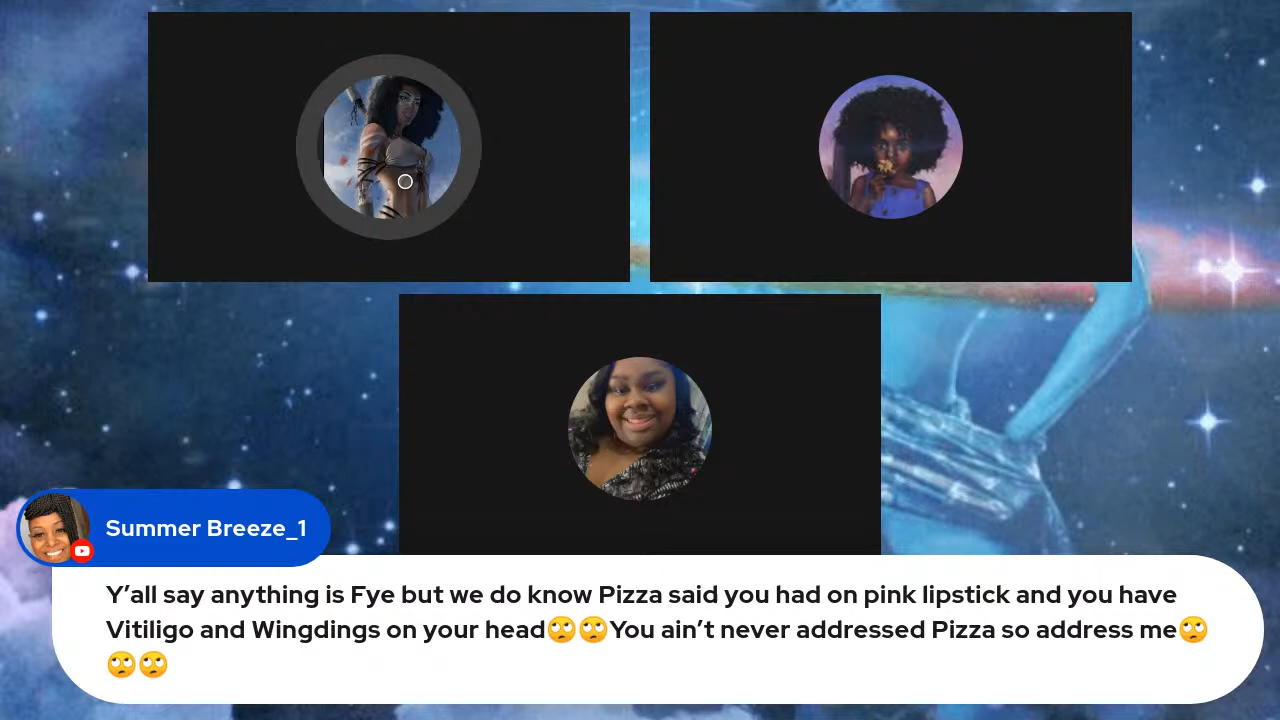 Summer Breeze_1
Y’all say anything is Fye but we do know Pizza said you had on pink lipstick and you have
Vitiligo and Wingdings on your head🙄🙄You ain’t never addressed Pizza so address me🙄
🙄🙄